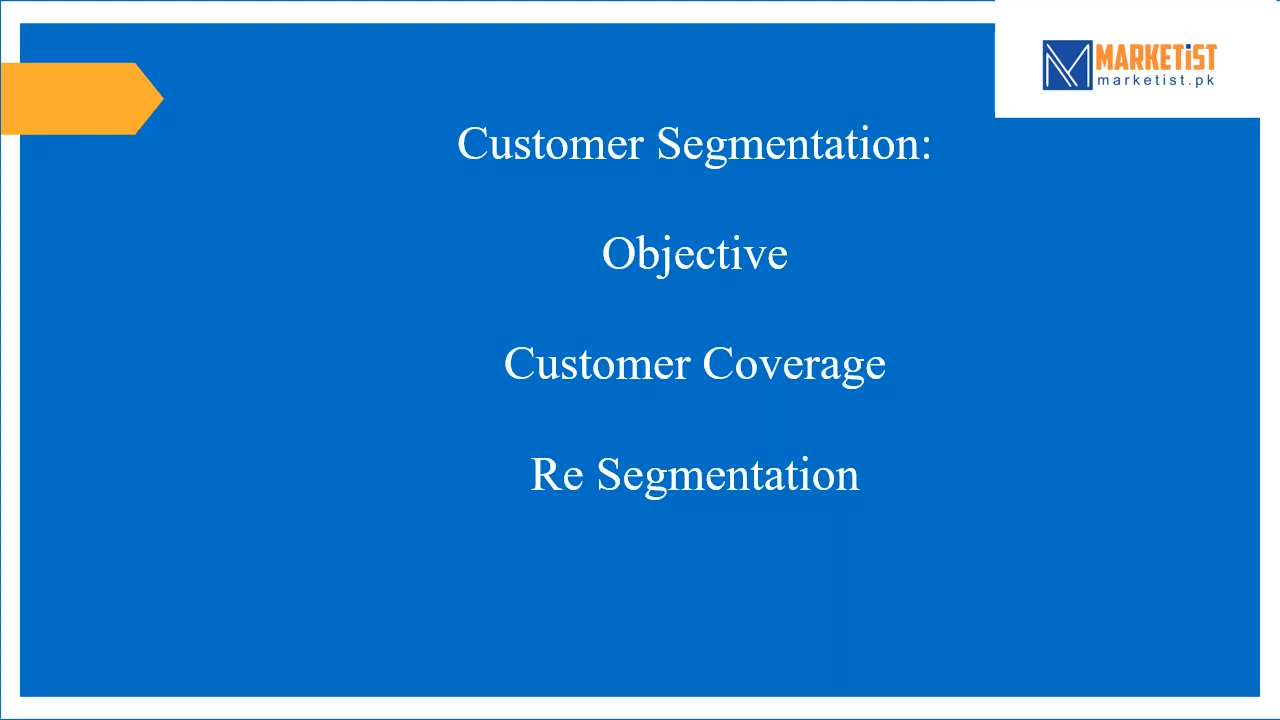 MARKETiST
marketist.pk
Customer Segmentation:
Objective
Customer Coverage
Re Segmentation